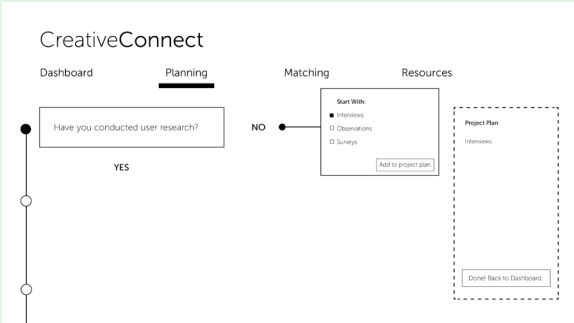 CreativeConnect
Dashboard Planning Matching Resources
Have you conducted user research?
YES
NO
Start With:
Interviews
Observations
Surveys
Add to project plan
Project Plan
Interviews
Done! Back to Dashboard.